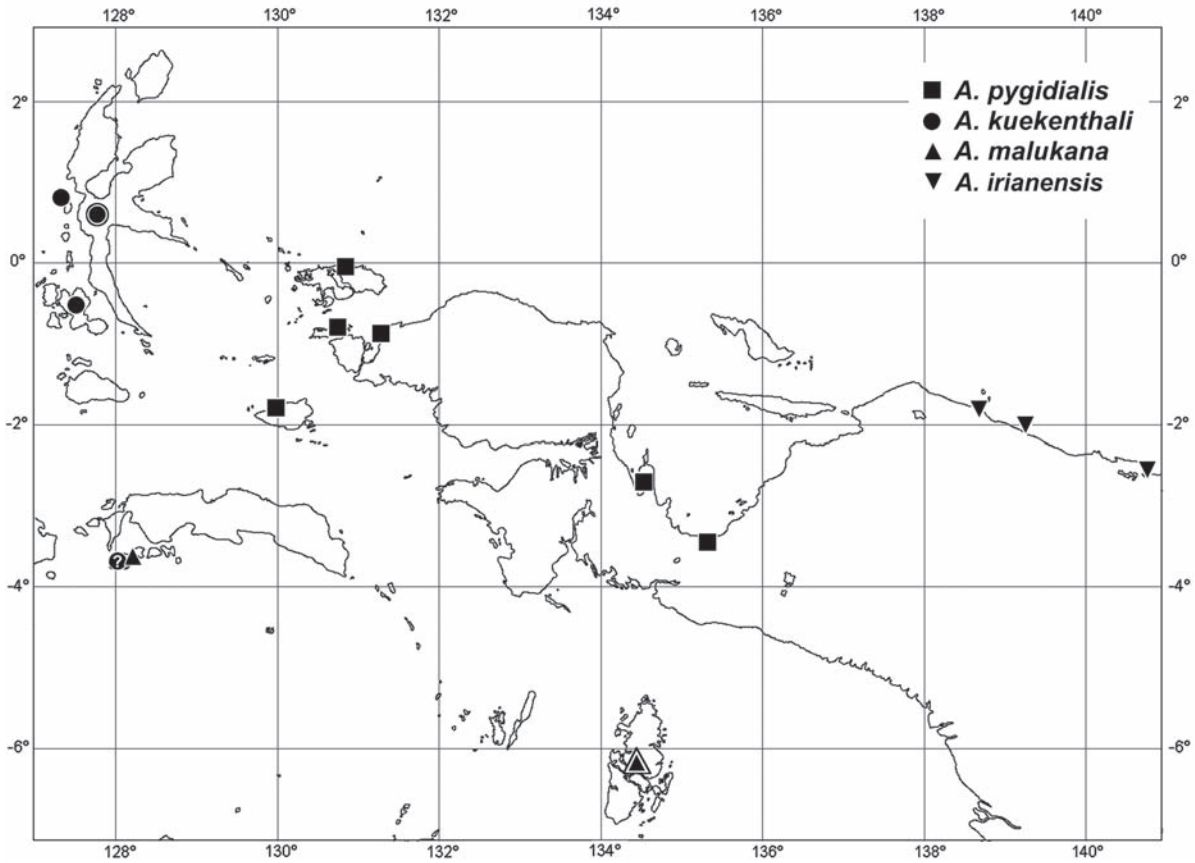 128° 130° 132° 134° 136° 138° 140°
A. pygidialis
2° 2°
A. kuekenthali
A. malukana
A. irianensis
0° 0°
-2° -2°
?
-4° -4°
-6° -6°
128° 130° 132° 134° 136° 138° 140°